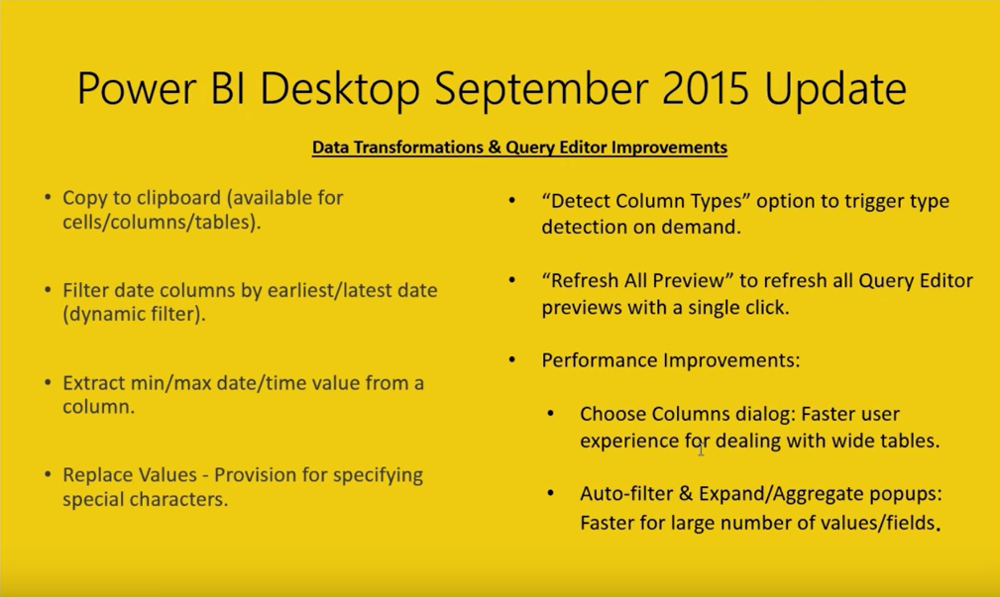 Power BI Desktop September 2015 Update
Data Transformations & Query Editor Improvements
• Copy to clipboard (available for
cells/columns/tables).
• Filter date columns by earliest/latest date
(dynamic filter).
• Extract min/max date/time value from a
column.
• Replace Values - Provision for specifying
special characters.
• “Detect Column Types” option to trigger type
detection on demand.
• “Refresh All Preview” to refresh all Query Editor
previews with a single click.
• Performance Improvements:
• Choose Columns dialog: Faster user
experience for dealing with wide tables.
• Auto-filter & Expand/Aggregate popups:
Faster for large number of values/fields.